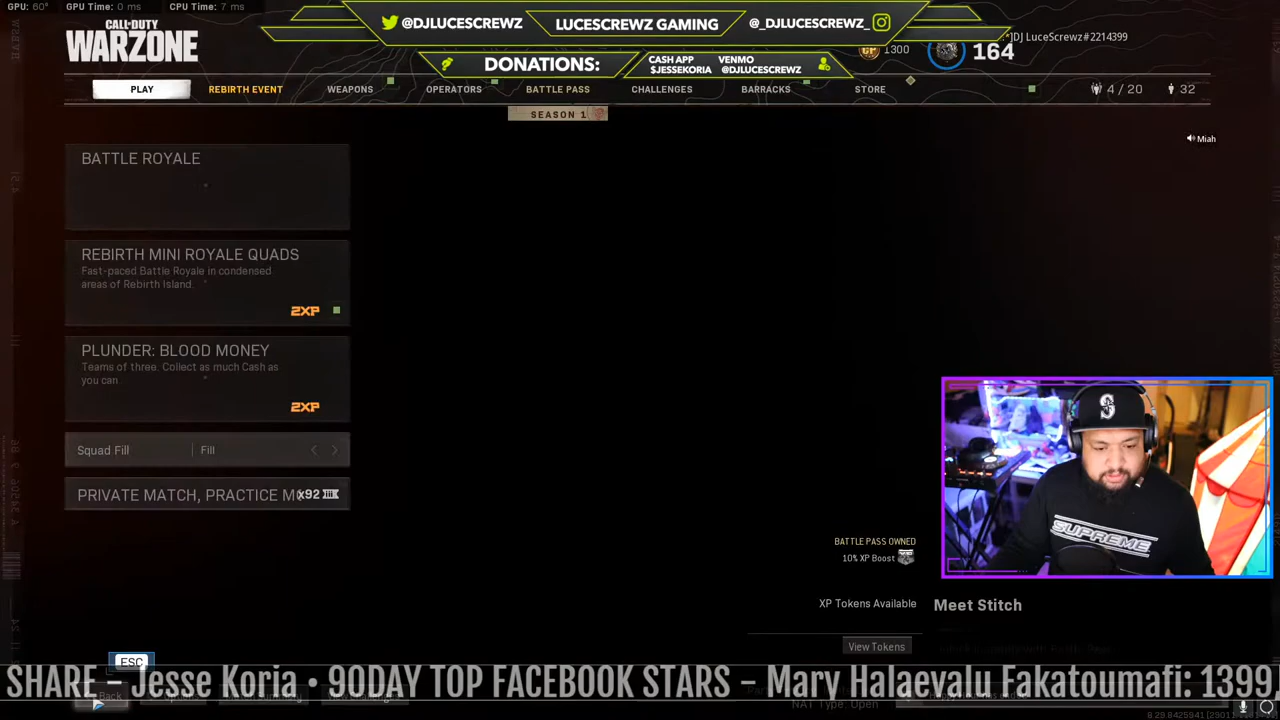 GPU: 60° GPU Time: 0 ms CPU Time: 7 ms
@DJLUCESCREWZ LUCESCREWZ GAMING @_DJLUCESCREWZ_
CALL OF DUTY
WARZONE
1300
]DJ LuceScrewz#2214399
164
DONATIONS:
CASH APP
$JESSEKORIA
VENMO
@DJLUCESCREWZ
PLAY REBIRTH EVENT WEAPONS OPERATORS BATTLE PASS CHALLENGES BARRACKS STORE 4 / 20 32
SEASON 1
Miah
BATTLE ROYALE
REBIRTH MINI ROYALE QUADS
Fast-paced Battle Royale in condensed
areas of Rebirth Island.
2XP
PLUNDER: BLOOD MONEY
Teams of three. Collect as much Cash as
you can
2XP
Squad Fill Fill
PRIVATE MATCH, PRACTICE x92
SUPREME
BATTLE PASS OWNED
10% XP Boost
XP Tokens Available
Meet Stitch
View Tokens
ESC
SHARE – Jesse Koria • 90DAY TOP FACEBOOK STARS – Mary Halaevalu Fakatoumafi: 1399,
Back
NAT Type: Open